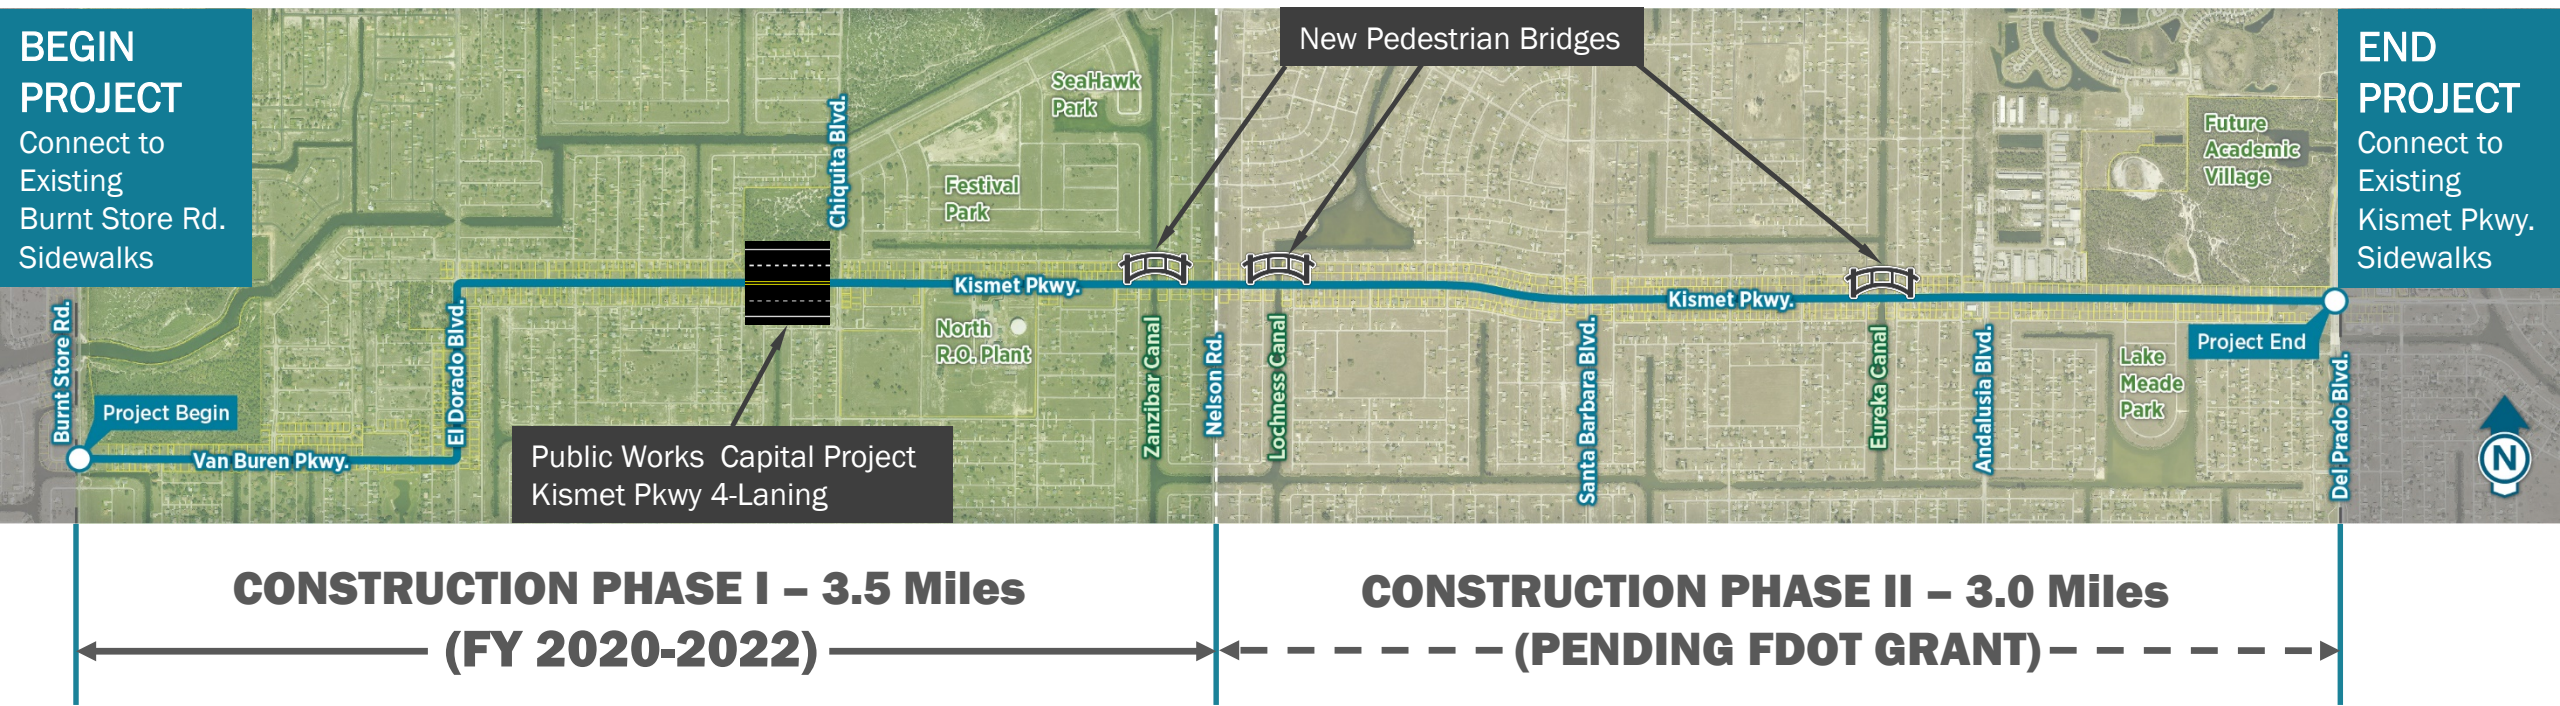 BEGIN
PROJECT
Connect to
Existing
Burnt Store Rd.
Sidewalks
New Pedestrian Bridges
END
PROJECT
Connect to
Existing
Kismet Pkwy.
Sidewalks
SeaHawk
Park
Chiquita Blvd.
Festival
Park
Future
Academic
Village
Kismet Pkwy.
Kismet Pkwy.
North
R.O. Plant
Burnt Store Rd.
Project Begin
El Dorado Blvd.
Van Buren Pkwy.
Public Works  Capital Project
Kismet Pkwy 4-Laning
Zanzibar Canal
Nelson Rd.
Lochness Canal
Santa Barbara Blvd.
Eureka Canal
Andalusia Blvd.
Lake
Meade
Park
Project End
Del Prado Blvd.
N
CONSTRUCTION PHASE I – 3.5 Miles
(FY 2020-2022)
CONSTRUCTION PHASE II – 3.0 Miles
(PENDING FDOT GRANT)